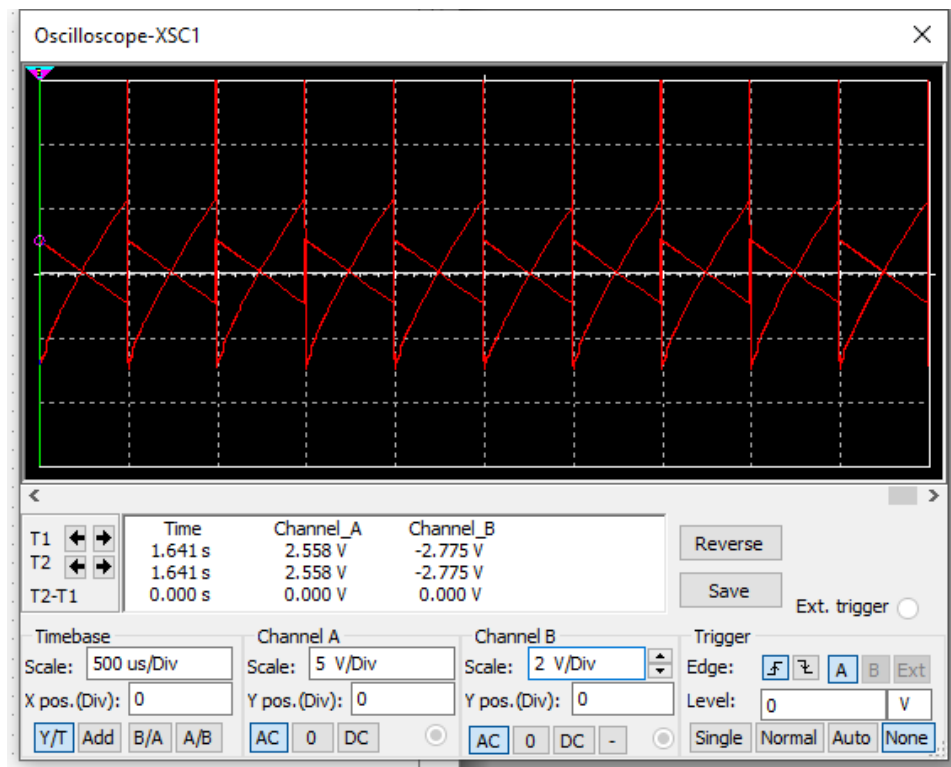 Oscilloscope-XSC1
Time Channel_A Channel_B
T1 1.641 s 2.558 V -2.775 V
T2 1.641 s 2.558 V -2.775 V
T2-T1 0.000 s 0.000 V 0.000 V
Reverse
Save
Ext. trigger
Timebase
Scale: 500 us/Div
X pos.(Div): 0
Y/T Add B/A A/B
Channel A
Scale: 5 V/Div
Y pos.(Div): 0
AC 0 DC
Channel B
Scale: 2 V/Div
Y pos.(Div): 0
AC 0 DC -
Trigger
Edge: A B Ext
Level: 0 V
Single Normal Auto None